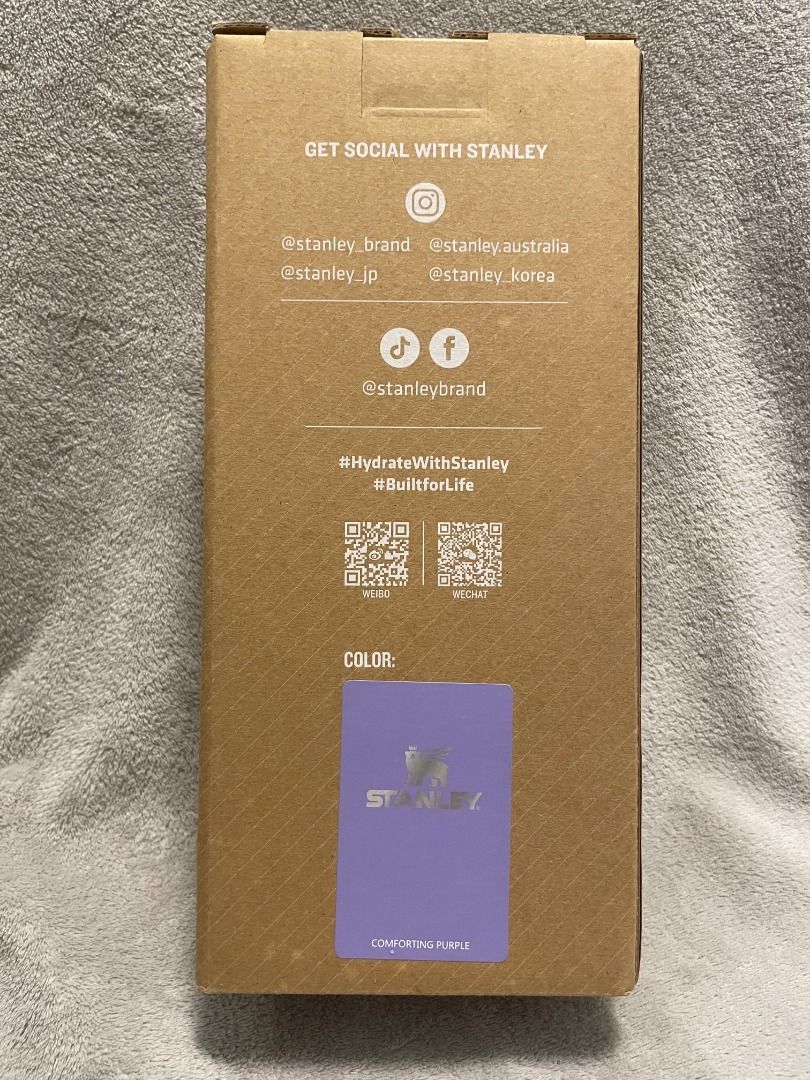 GET SOCIAL WITH STANLEY
@stanley_brand @stanley.australia
@stanley_jp @stanley_korea
@stanleybrand
#HydrateWithStanley
#BuiltforLife
WEIBO WECHAT
COLOR:
STANLEY®
COMFORTING PURPLE